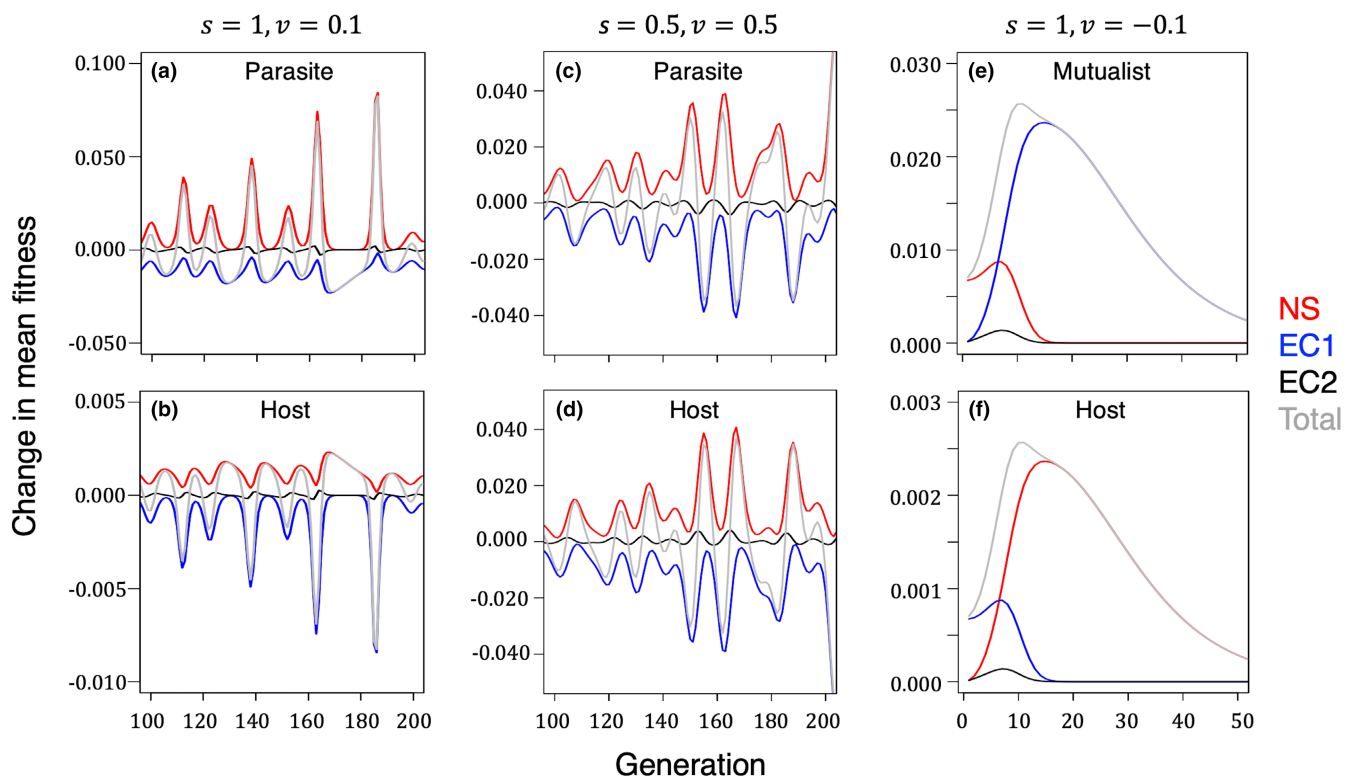 s = 1, v = 0.1
s = 0.5, v = 0.5
s = 1, v = −0.1
(a) Parasite
0.100
0.050
0.000
-0.050
(c) Parasite
0.040
0.020
0.000
-0.020
-0.040
(e) Mutualist
0.030
0.020
0.010
0.000
Change in mean fitness
NS
EC1
EC2
Total
(b) Host
0.005
0.000
-0.005
-0.010
100 120 140 160 180 200
(d) Host
0.040
0.020
0.000
-0.020
-0.040
100 120 140 160 180 200
(f) Host
0.003
0.002
0.001
0.000
0 10 20 30 40 50
Generation